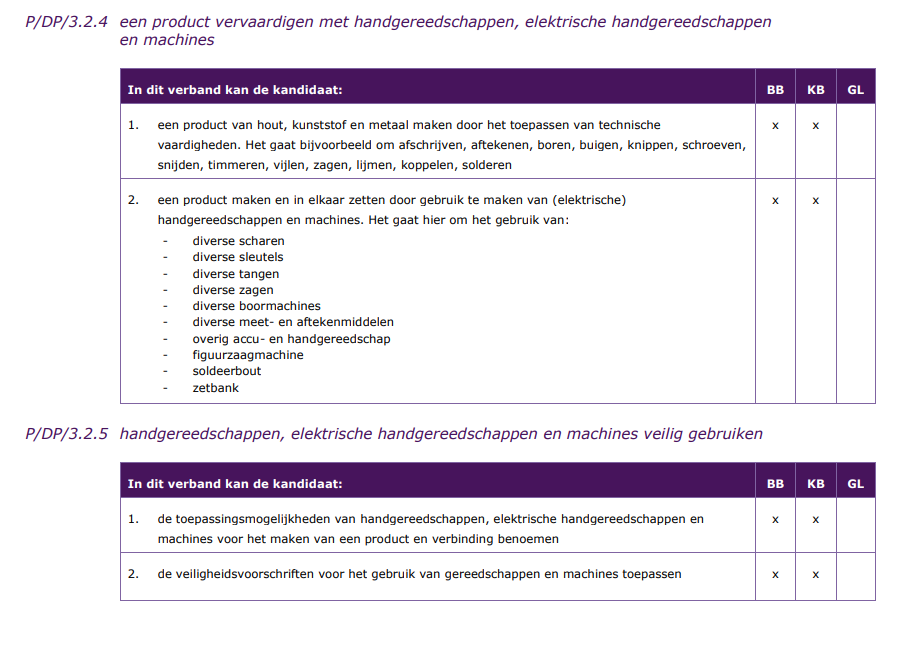 P/DP/3.2.4 een product vervaardigen met handgereedschappen, elektrische handgereedschappen
en machines
In dit verband kan de kandidaat: BB KB GL
1. een product van hout, kunststof en metaal maken door het toepassen van technische x x
vaardigheden. Het gaat bijvoorbeeld om afschrijven, aftekenen, boren, buigen, knippen, schroeven,
snijden, timmeren, vijlen, zagen, lijmen, koppelen, solderen
2. een product maken en in elkaar zetten door gebruik te maken van (elektrische) x x
handgereedschappen en machines. Het gaat hier om het gebruik van:
- diverse scharen
- diverse sleutels
- diverse tangen
- diverse zagen
- diverse boormachines
- diverse meet- en aftekenmiddelen
- overig accu- en handgereedschap
- figuurzaagmachine
- soldeerbout
- zetbank
P/DP/3.2.5 handgereedschappen, elektrische handgereedschappen en machines veilig gebruiken
In dit verband kan de kandidaat: BB KB GL
1. de toepassingsmogelijkheden van handgereedschappen, elektrische handgereedschappen en x x
machines voor het maken van een product en verbinding benoemen
2. de veiligheidsvoorschriften voor het gebruik van gereedschappen en machines toepassen x x